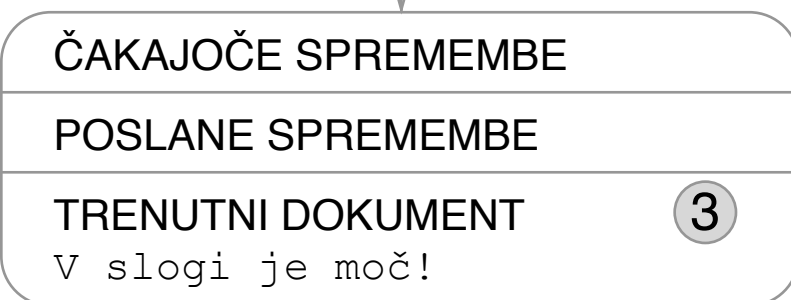 ČAKAJOČE SPREMEMBE
POSLANE SPREMEMBE
TRENUTNI DOKUMENT 3
V slogi je moč!